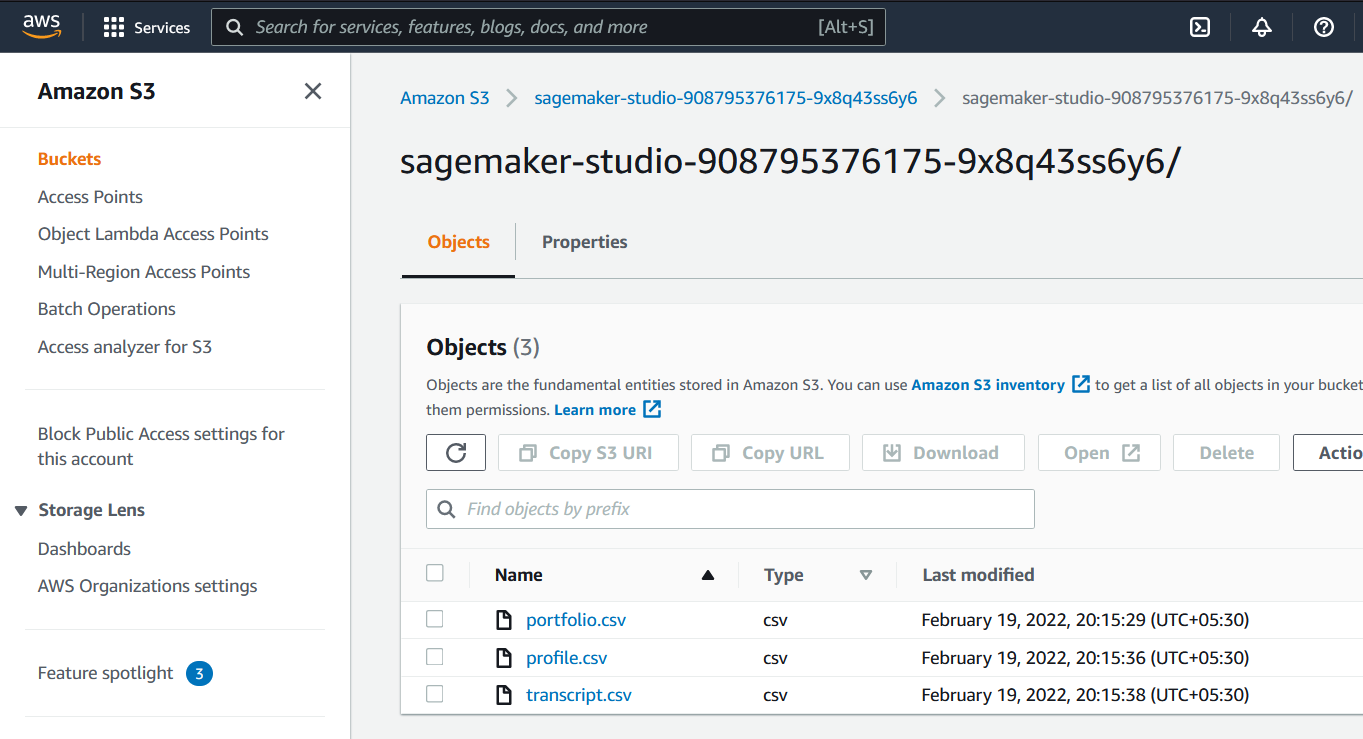 aws Services Search for services, features, blogs, docs, and more [Alt+S]
Amazon S3
Buckets
Access Points
Object Lambda Access Points
Multi-Region Access Points
Batch Operations
Access analyzer for S3
Block Public Access settings for
this account
Storage Lens
Dashboards
AWS Organizations settings
Feature spotlight 3
Amazon S3 sagemaker-studio-908795376175-9x8q43ss6y6 sagemaker-studio-908795376175-9x8q43ss6y6/
sagemaker-studio-908795376175-9x8q43ss6y6/
Objects Properties
Objects (3)
Objects are the fundamental entities stored in Amazon S3. You can use Amazon S3 inventory to get a list of all objects in your bucket
them permissions. Learn more
Copy S3 URI Copy URL Download Open Delete Actio
Find objects by prefix
Name Type Last modified
portfolio.csv csv February 19, 2022, 20:15:29 (UTC+05:30)
profile.csv csv February 19, 2022, 20:15:36 (UTC+05:30)
transcript.csv csv February 19, 2022, 20:15:38 (UTC+05:30)